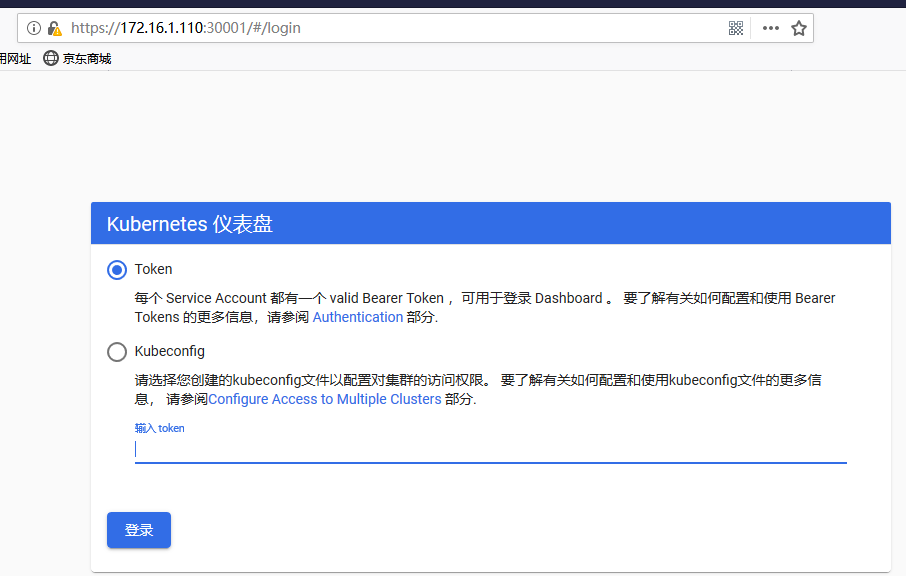 https://172.16.1.110:30001/#/login
用网址 京东商城
Kubernetes 仪表盘
Token
每个 Service Account 都有一个 valid Bearer Token ，可用于登录 Dashboard 。 要了解有关如何配置和使用 Bearer
Tokens 的更多信息，请参阅 Authentication 部分.
Kubeconfig
请选择您创建的kubeconfig文件以配置对集群的访问权限。 要了解有关如何配置和使用kubeconfig文件的更多信
息， 请参阅Configure Access to Multiple Clusters 部分.
输入 token
登录